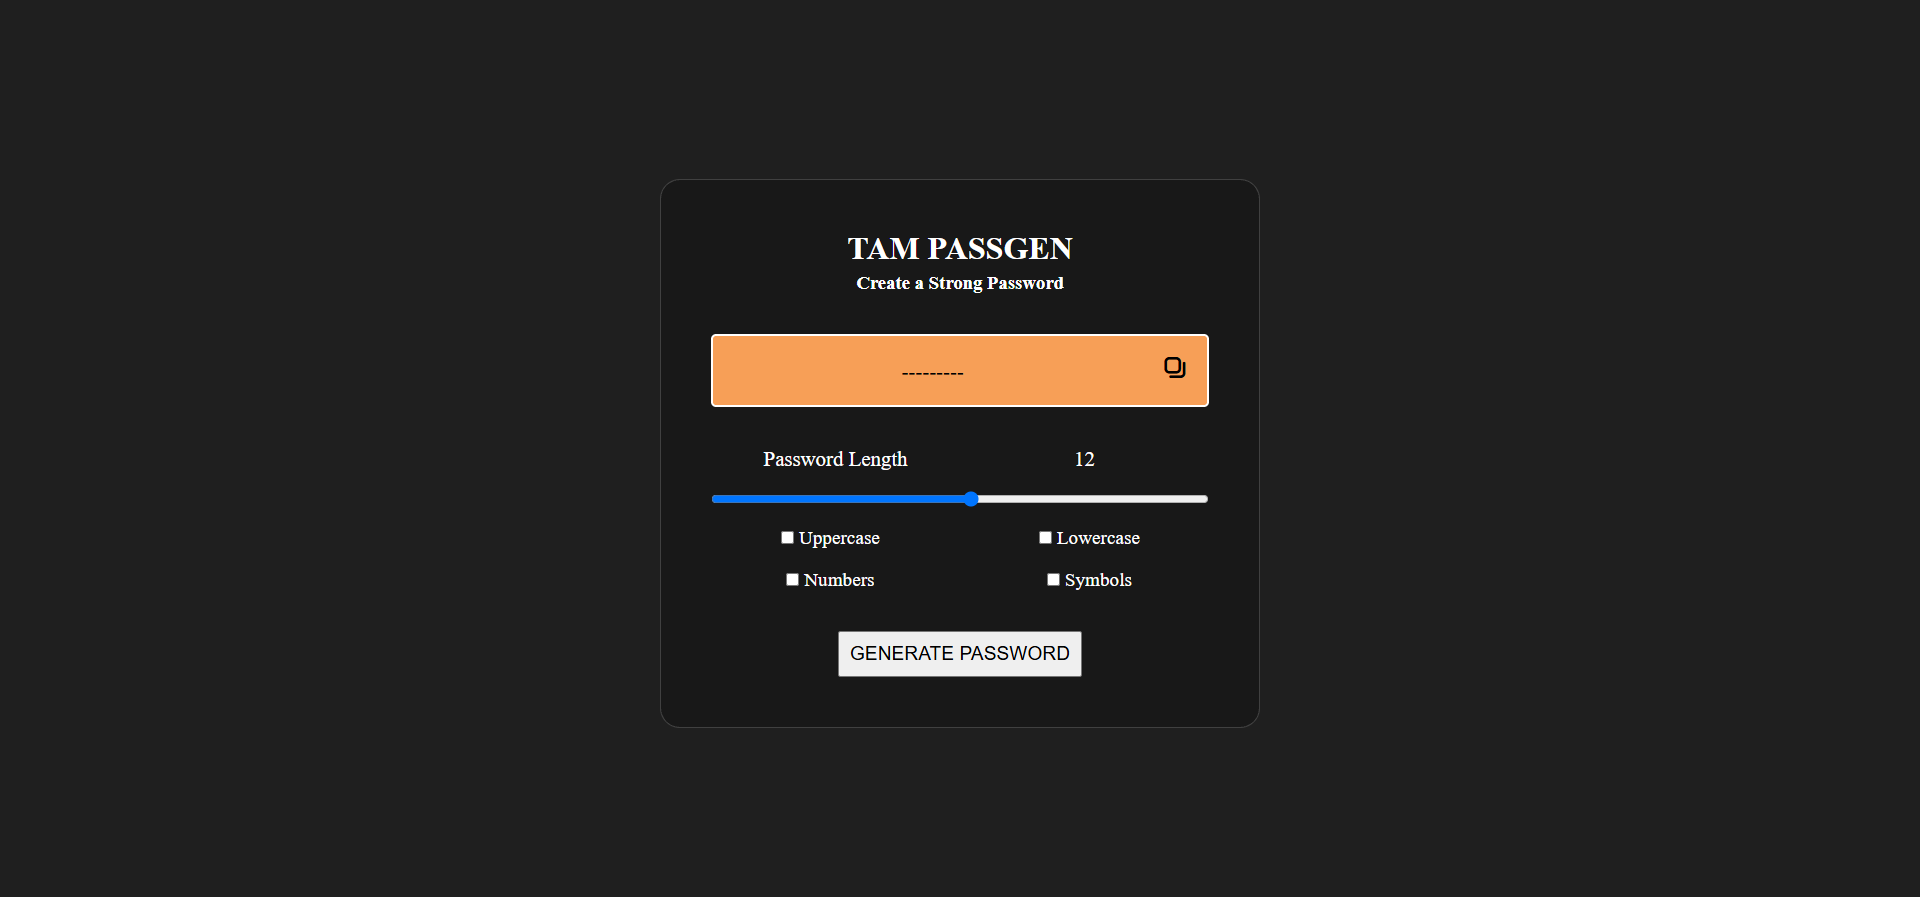 TAM PASSGEN
Create a Strong Password
---------
Password Length 12
Uppercase Lowercase
Numbers Symbols
GENERATE PASSWORD